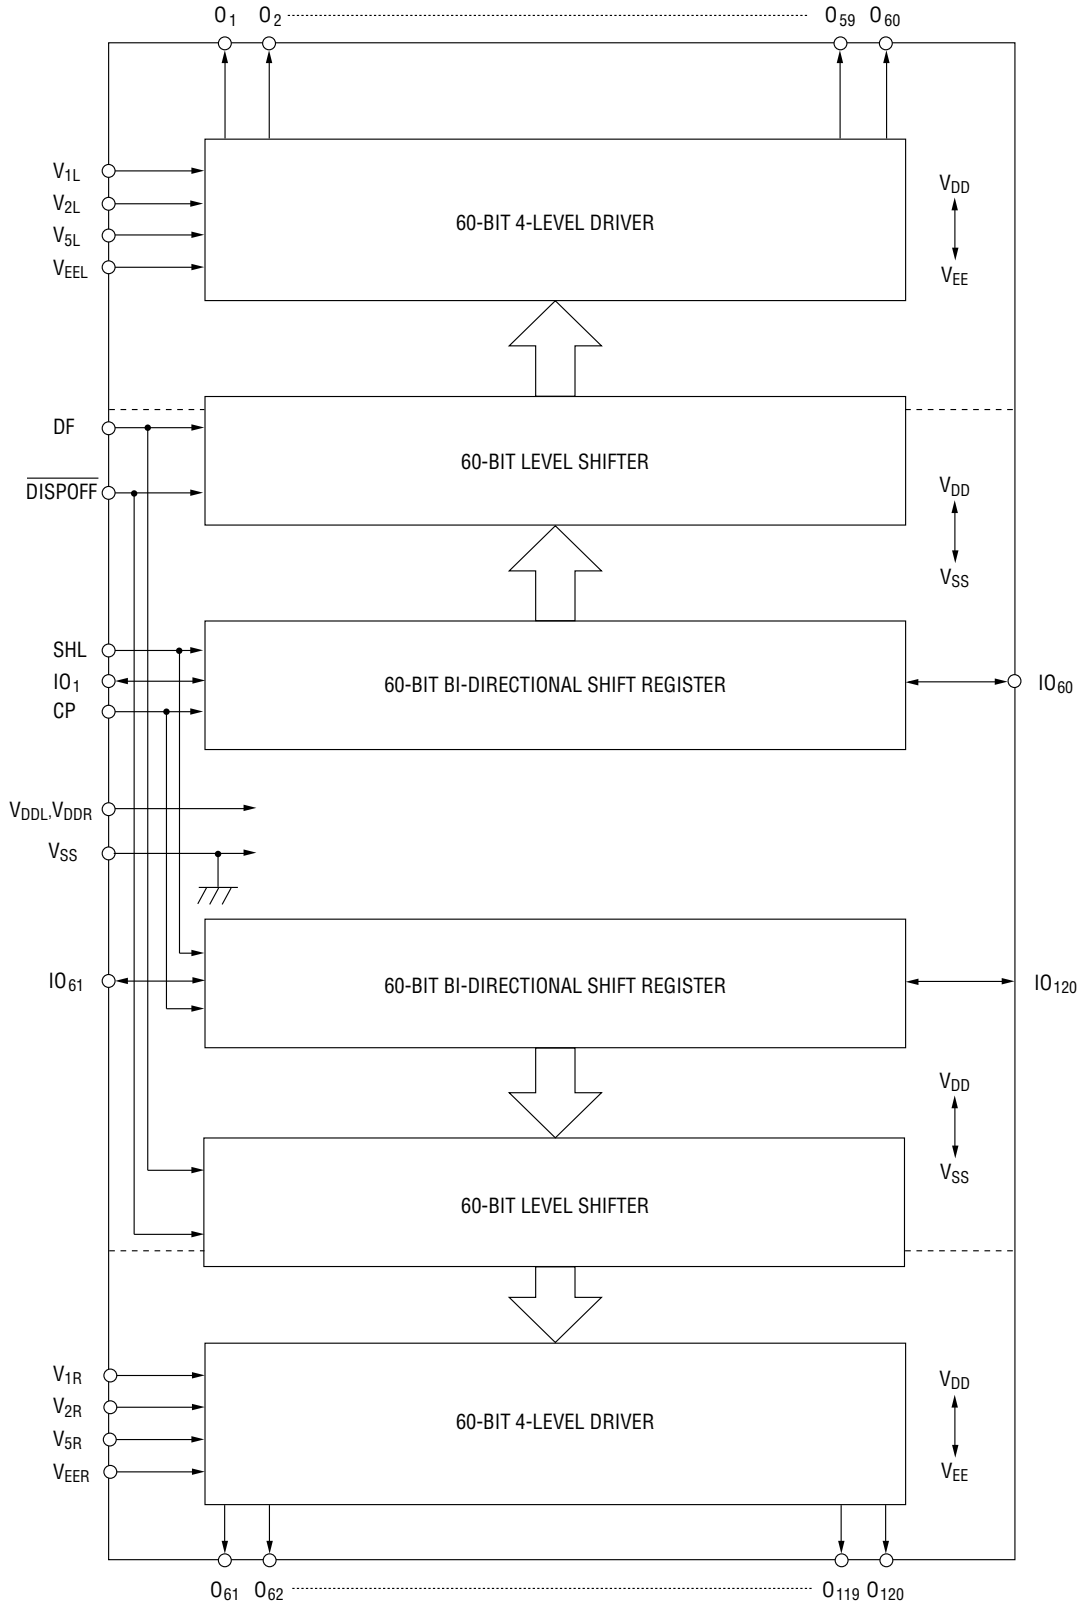 O1 O2 O59 O60
V1L
V2L
V5L
VEEL
60-BIT 4-LEVEL DRIVER
VDD
VEE
DF
DISPOFF
60-BIT LEVEL SHIFTER
VDD
VSS
SHL
IO1
CP
60-BIT BI-DIRECTIONAL SHIFT REGISTER
IO60
VDDL,VDDR
VSS
IO61
60-BIT BI-DIRECTIONAL SHIFT REGISTER
IO120
VDD
VSS
60-BIT LEVEL SHIFTER
V1R
V2R
V5R
VEER
60-BIT 4-LEVEL DRIVER
VDD
VEE
O61 O62 O119 O120